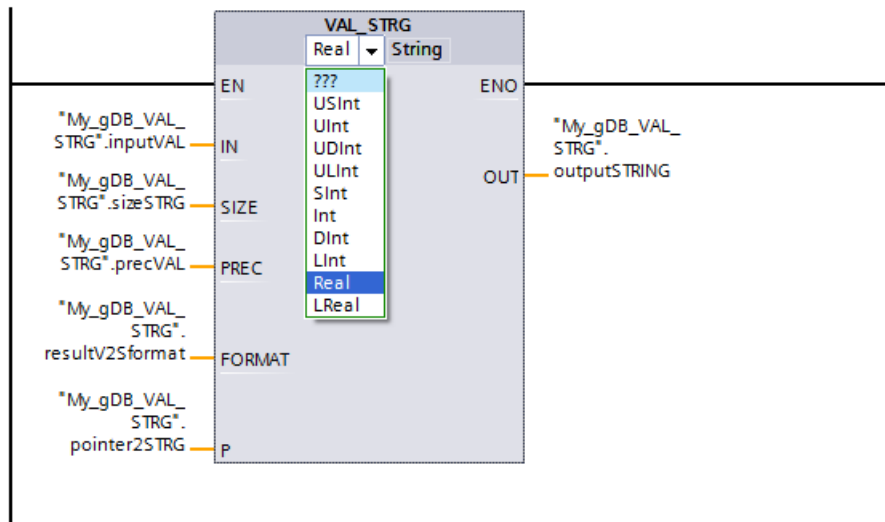 VAL_STRG
Real String
EN
ENO
???
USInt
UInt
UDInt
ULInt
SInt
Int
DInt
LInt
Real
LReal
"My_gDB_VAL_
STRG".inputVAL
IN
"My_gDB_VAL_
STRG".sizeSTRG
SIZE
"My_gDB_VAL_
STRG".precVAL
PREC
"My_gDB_VAL_
STRG".
resultV2Sformat
FORMAT
"My_gDB_VAL_
STRG".
pointer2STRG
P
"My_gDB_VAL_
STRG".
outputSTRING
OUT